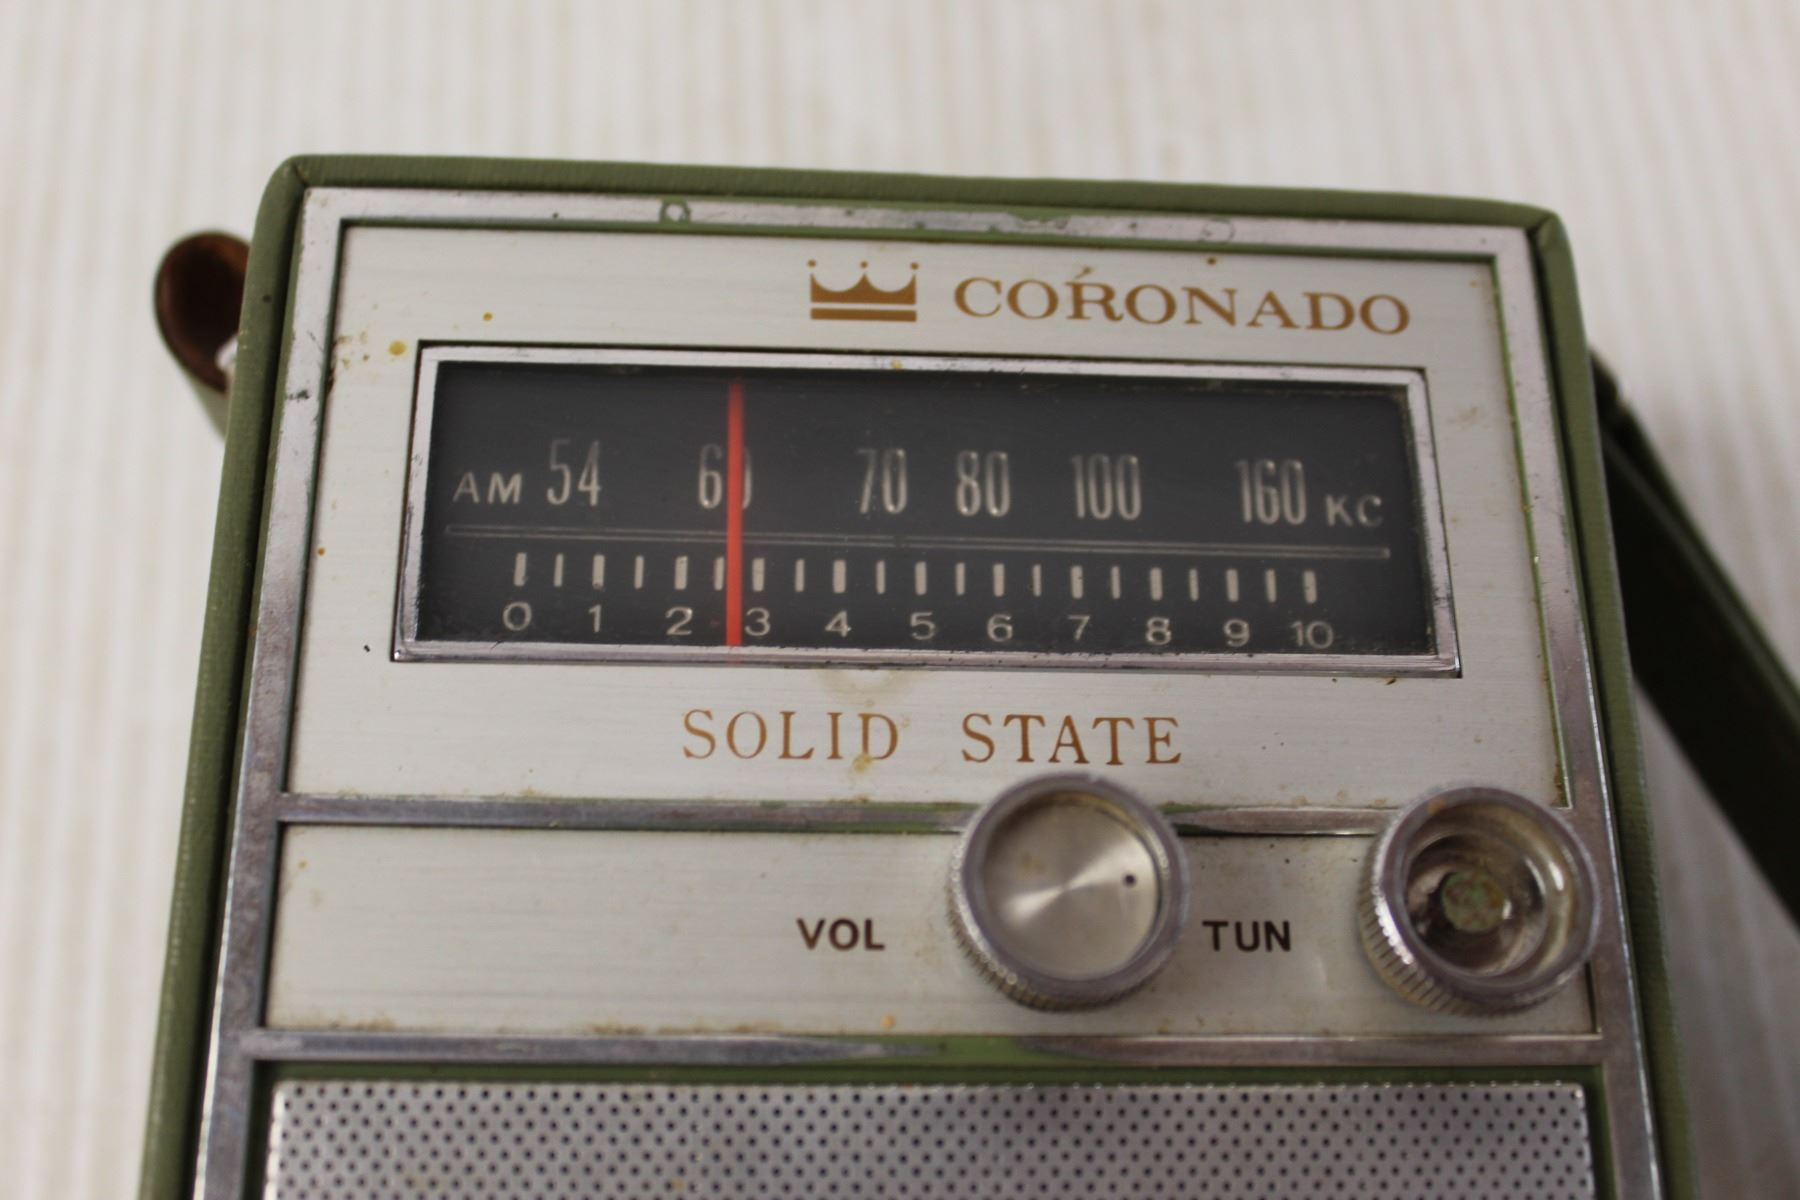 CORONADO
AM 54 60 70 80 100 160 KC
0 1 2 3 4 5 6 7 8 9 10
SOLID STATE
VOL TUN